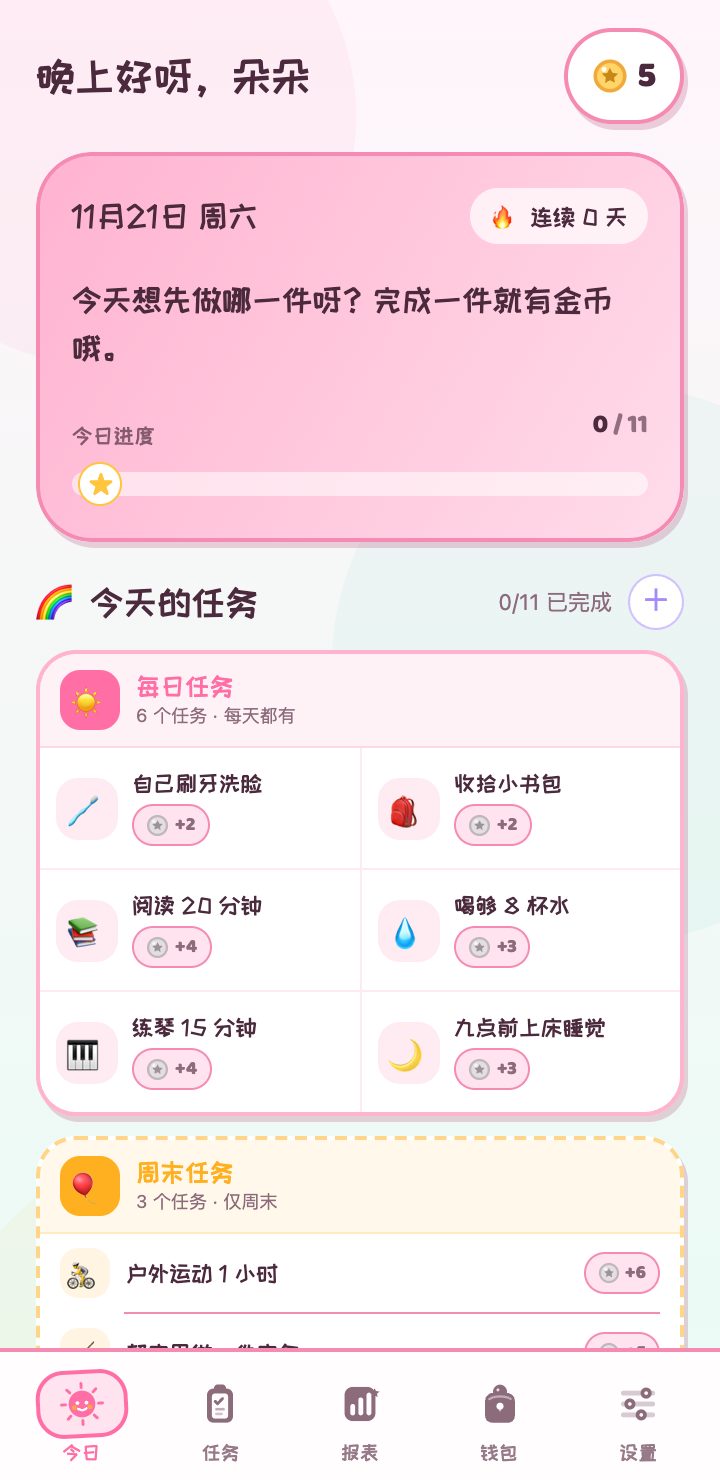 晚上好呀，朵朵
5
11月21日 周六
连续 0 天
今天想先做哪一件呀？完成一件就有金币
哦。
今日进度
0 / 11
今天的任务
0/11 已完成
每日任务
6 个任务 · 每天都有
自己刷牙洗脸
+2
收拾小书包
+2
阅读 20 分钟
+4
喝够 8 杯水
+3
练琴 15 分钟
+4
九点前上床睡觉
+3
周末任务
3 个任务 · 仅周末
户外运动 1 小时
+6
今日
任务
报表
钱包
设置